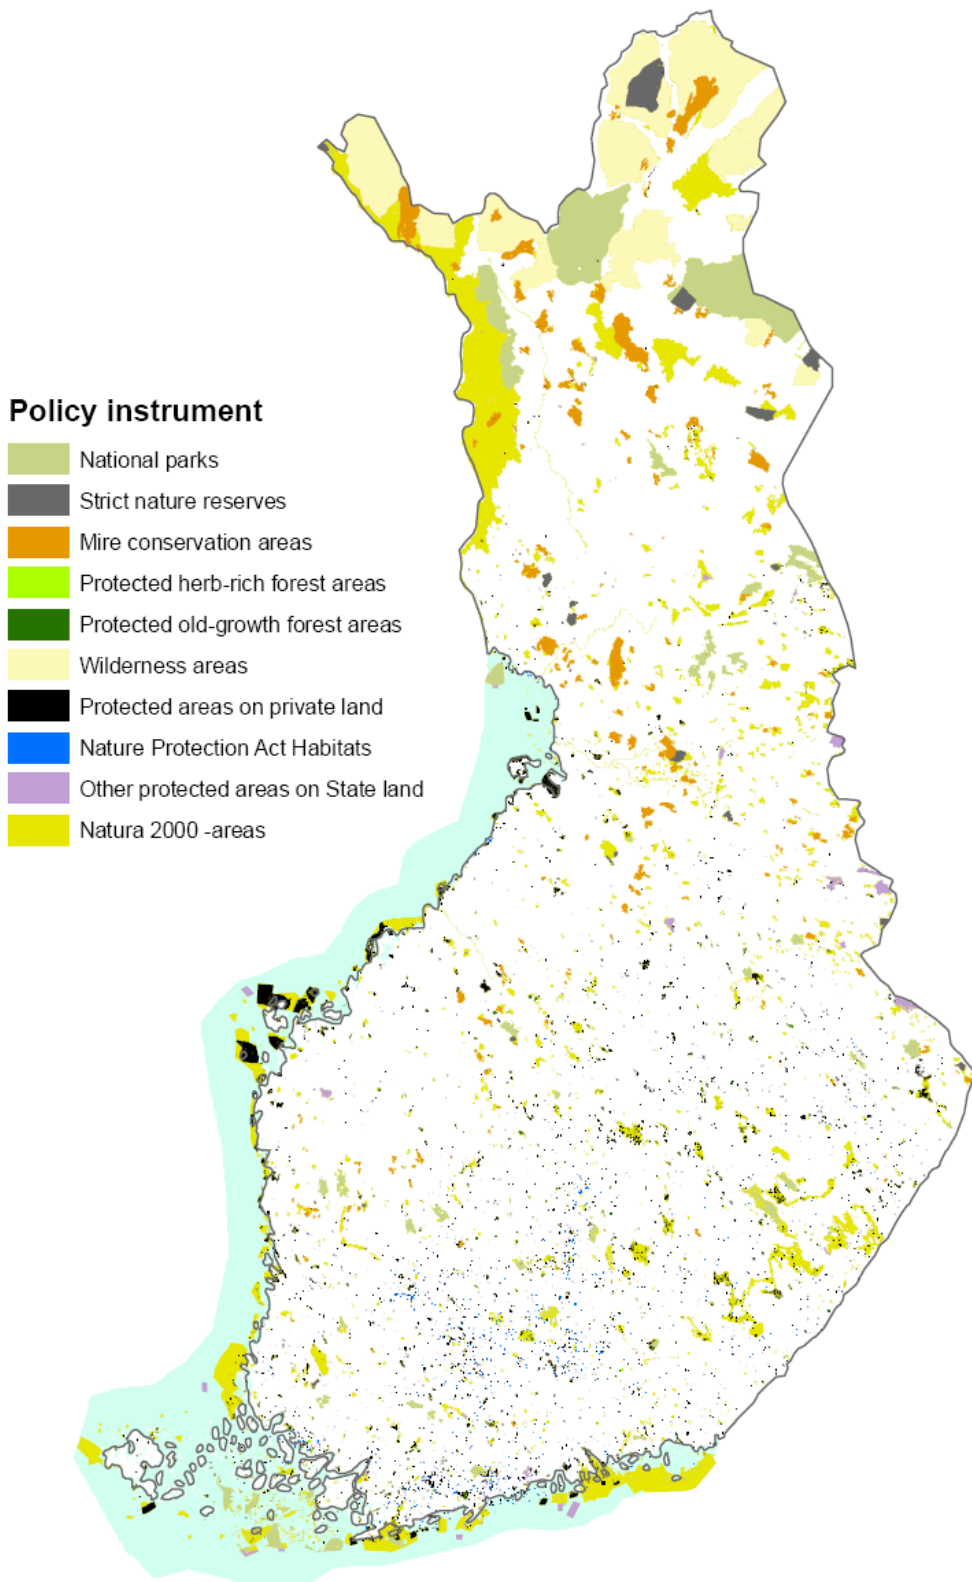 Policy instrument
National parks
Strict nature reserves
Mire conservation areas
Protected herb-rich forest areas
Protected old-growth forest areas
Wilderness areas
Protected areas on private land
Nature Protection Act Habitats
Other protected areas on State land
Natura 2000 -areas